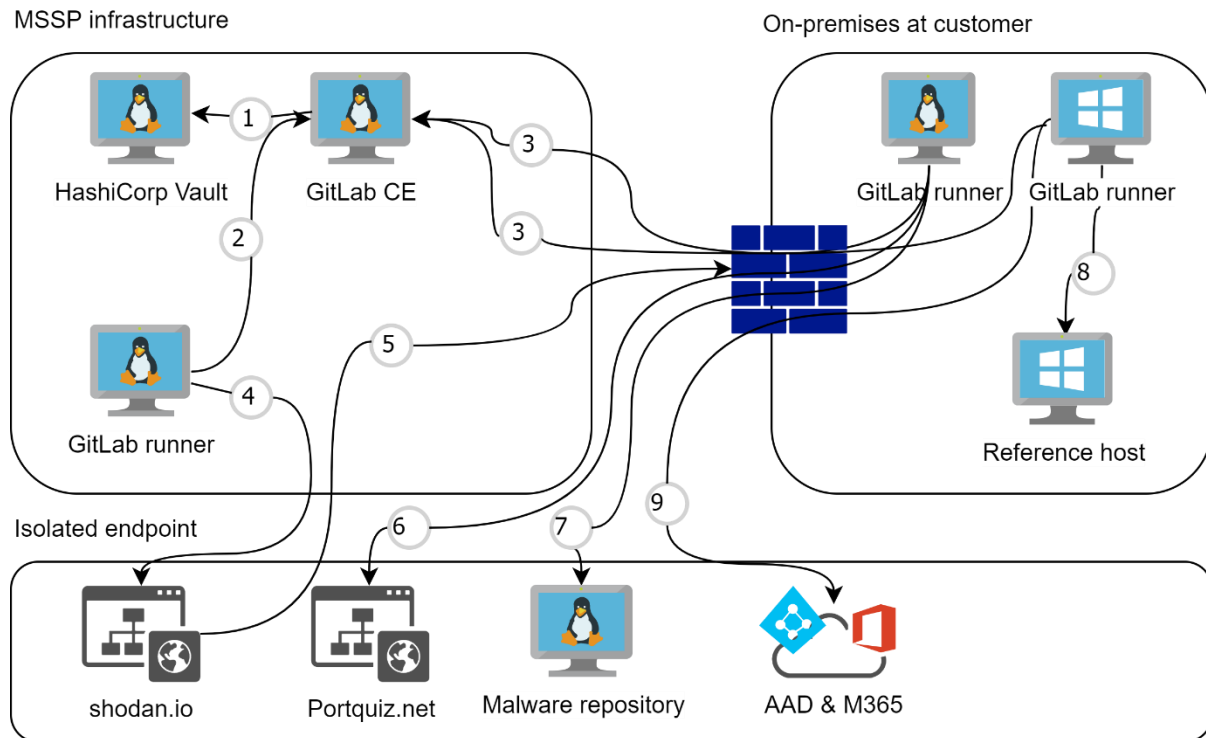 MSSP infrastructure
On-premises at customer
1
3
HashiCorp Vault
GitLab CE
GitLab runner
GitLab runner
2
3
8
5
4
GitLab runner
Reference host
9
Isolated endpoint
6
7
shodan.io
Portquiz.net
Malware repository
AAD & M365